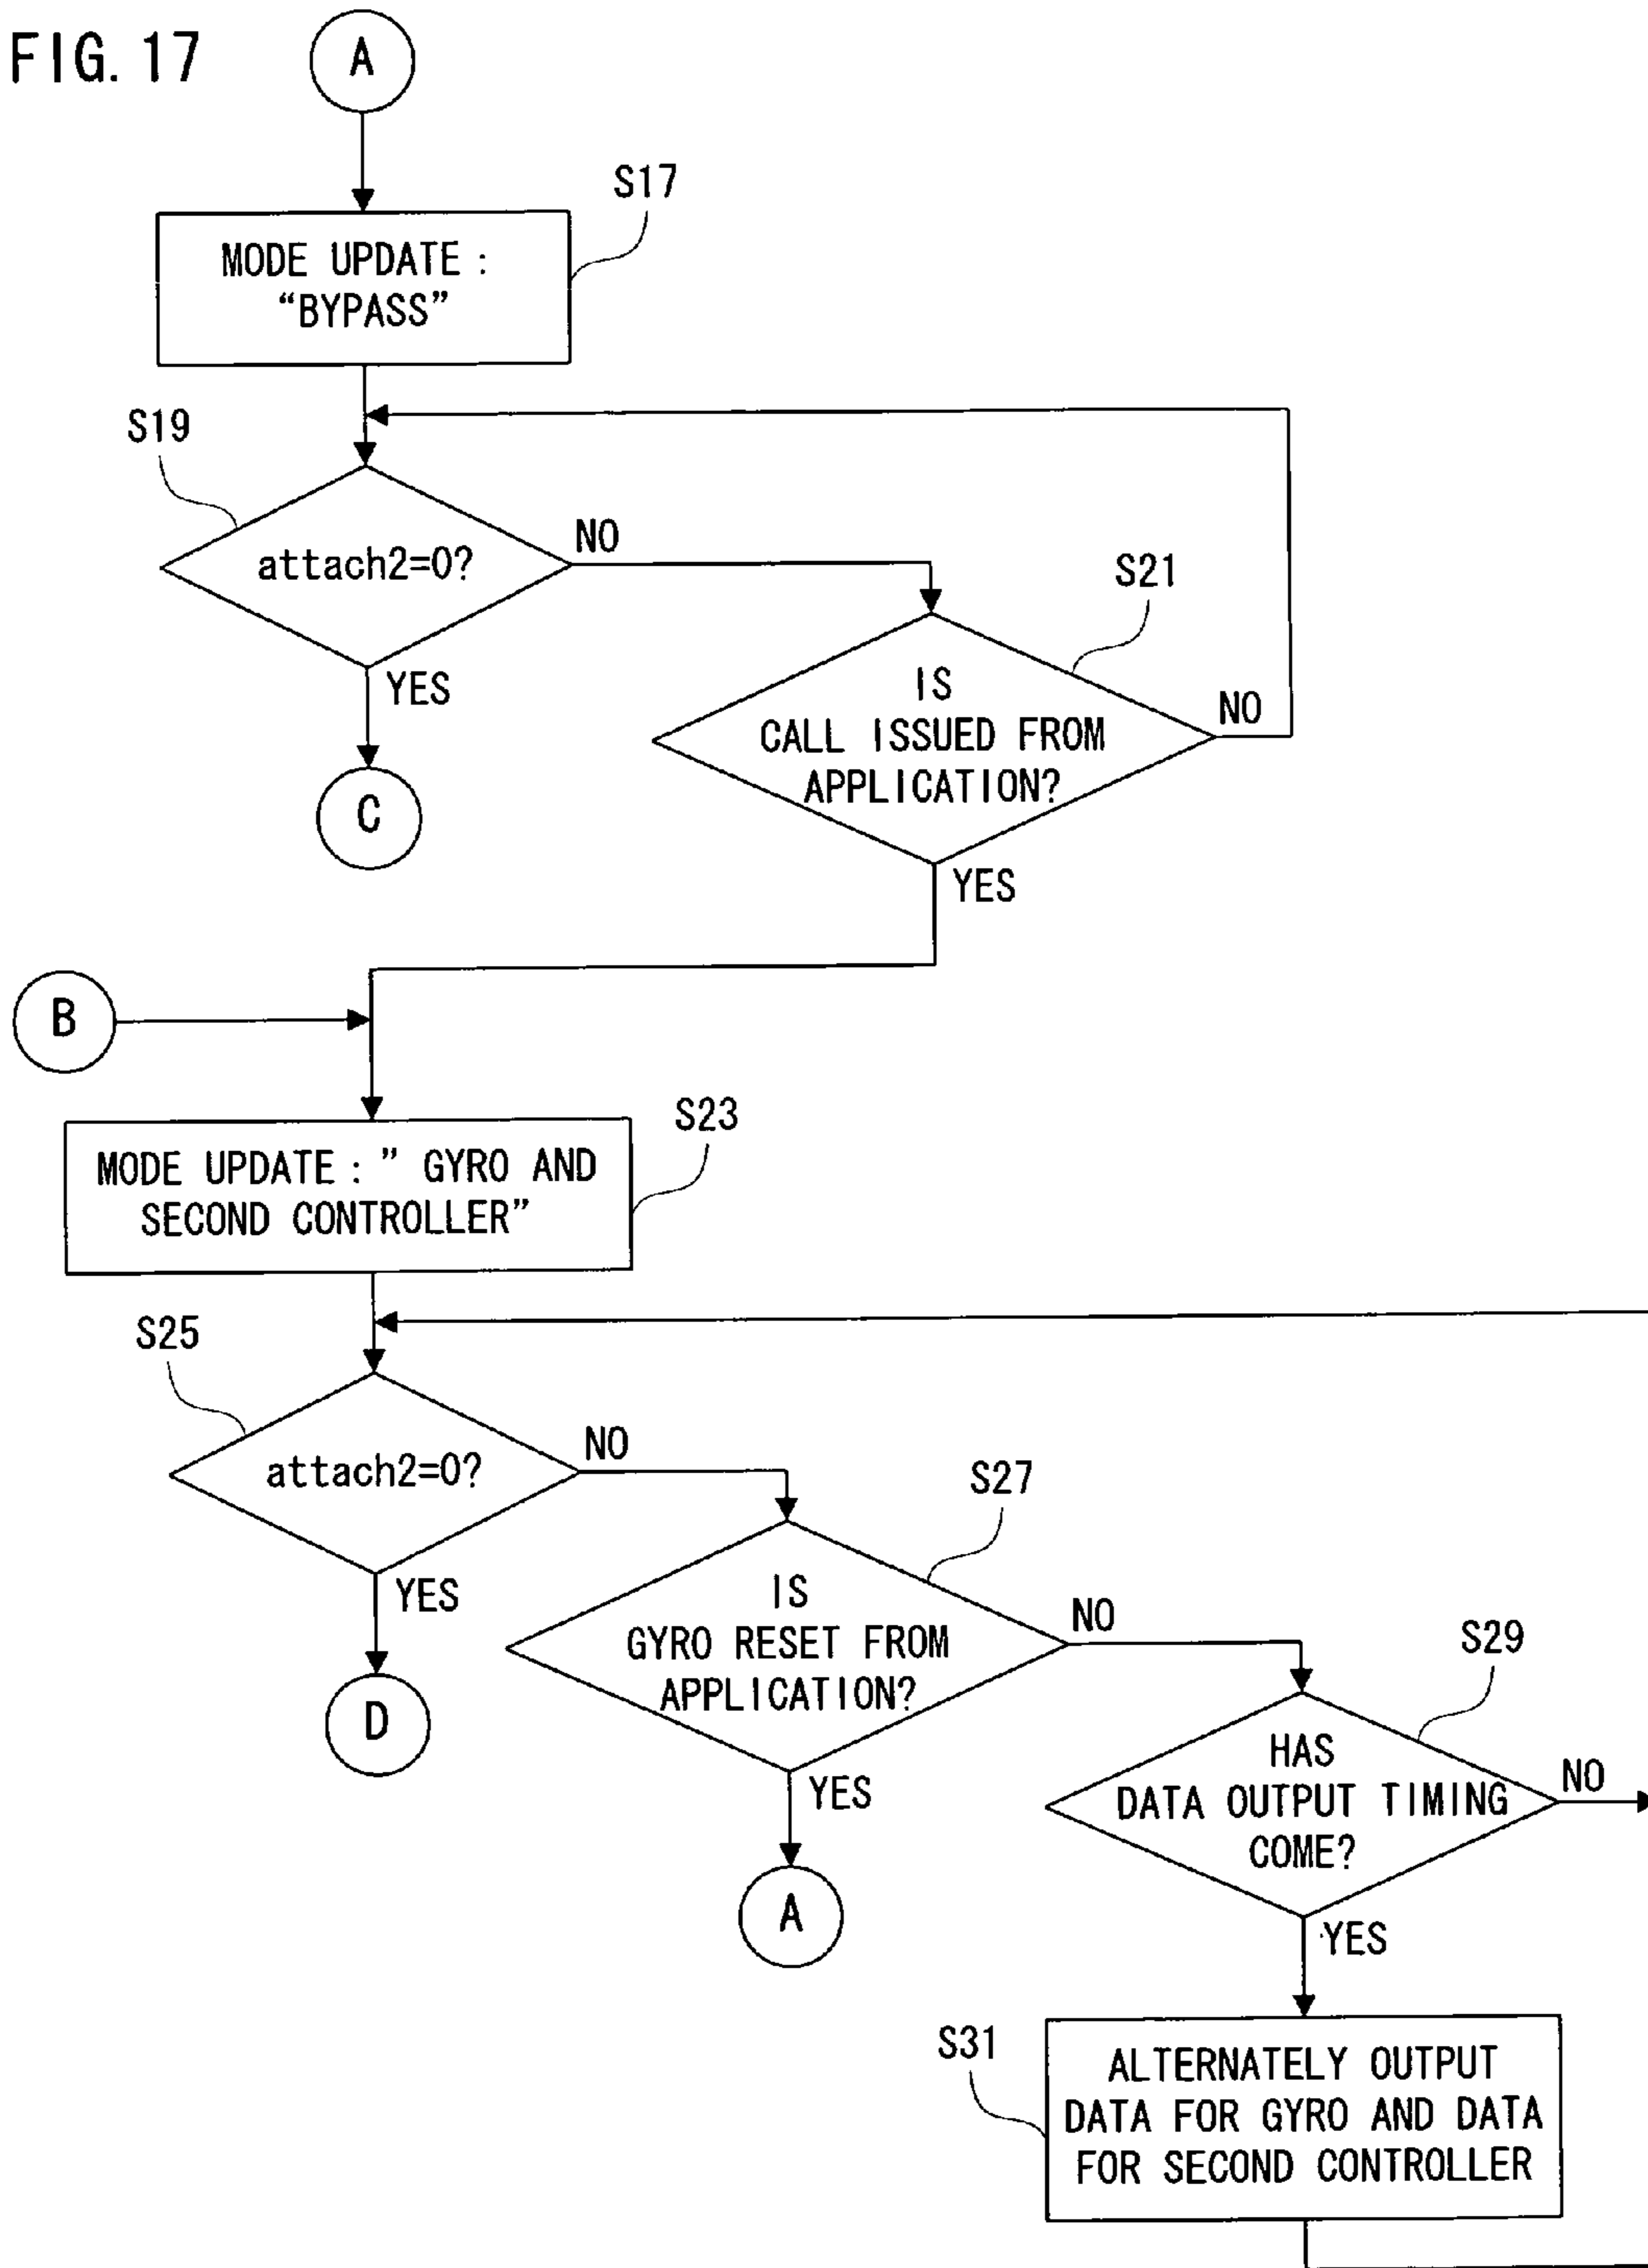 FIG. 17
A
S17
MODE UPDATE :
“BYPASS”
S19
attach2=0?
NO
YES
C
S21
IS
CALL ISSUED FROM
APPLICATION?
NO
YES
B
S23
MODE UPDATE : ” GYRO AND
SECOND CONTROLLER”
S25
attach2=0?
NO
YES
D
S27
IS
GYRO RESET FROM
APPLICATION?
NO
YES
A
S29
HAS
DATA OUTPUT TIMING
COME?
NO
YES
S31
ALTERNATELY OUTPUT
DATA FOR GYRO AND DATA
FOR SECOND CONTROLLER